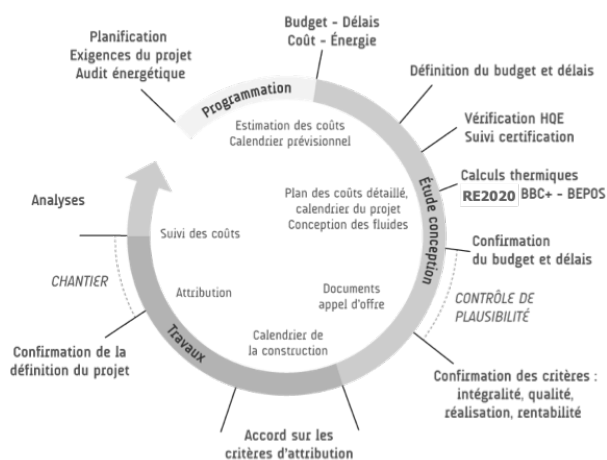 Planification
Exigences du projet
Audit énergétique
Budget - Délais
Coût - Énergie
Programmation
Estimation des coûts
Calendrier prévisionnel
Définition du budget et délais
Vérification HQE
Suivi certification
Calculs thermiques
RE2020 BBC+ - BEPOS
Étude conception
Plan des coûts détaillé,
calendrier du projet
Conception des fluides
Confirmation
du budget et délais
CONTRÔLE DE
PLAUSIBILITÉ
Documents
appel d'offre
Confirmation des critères :
intégralité, qualité,
réalisation, rentabilité
Calendrier de
la construction
Accord sur les
critères d'attribution
Travaux
Attribution
Confirmation de la
définition du projet
CHANTIER
Suivi des coûts
Analyses